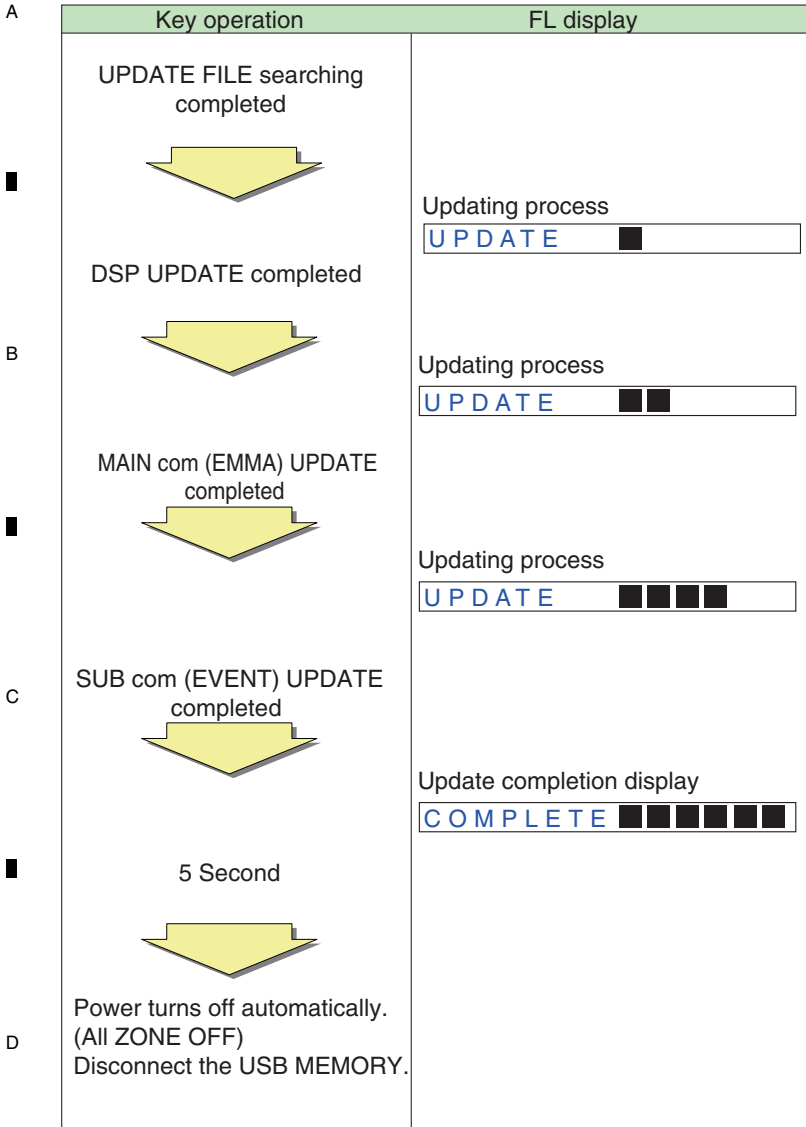 A
Key operation FL display
UPDATE FILE searching
completed
Updating process
UPDATE
DSP UPDATE completed
B
Updating process
UPDATE
MAIN com (EMMA) UPDATE
completed
Updating process
UPDATE
C
SUB com (EVENT) UPDATE
completed
Update completion display
COMPLETE
5 Second
Power turns off automatically.
(All ZONE OFF)
D
Disconnect the USB MEMORY.